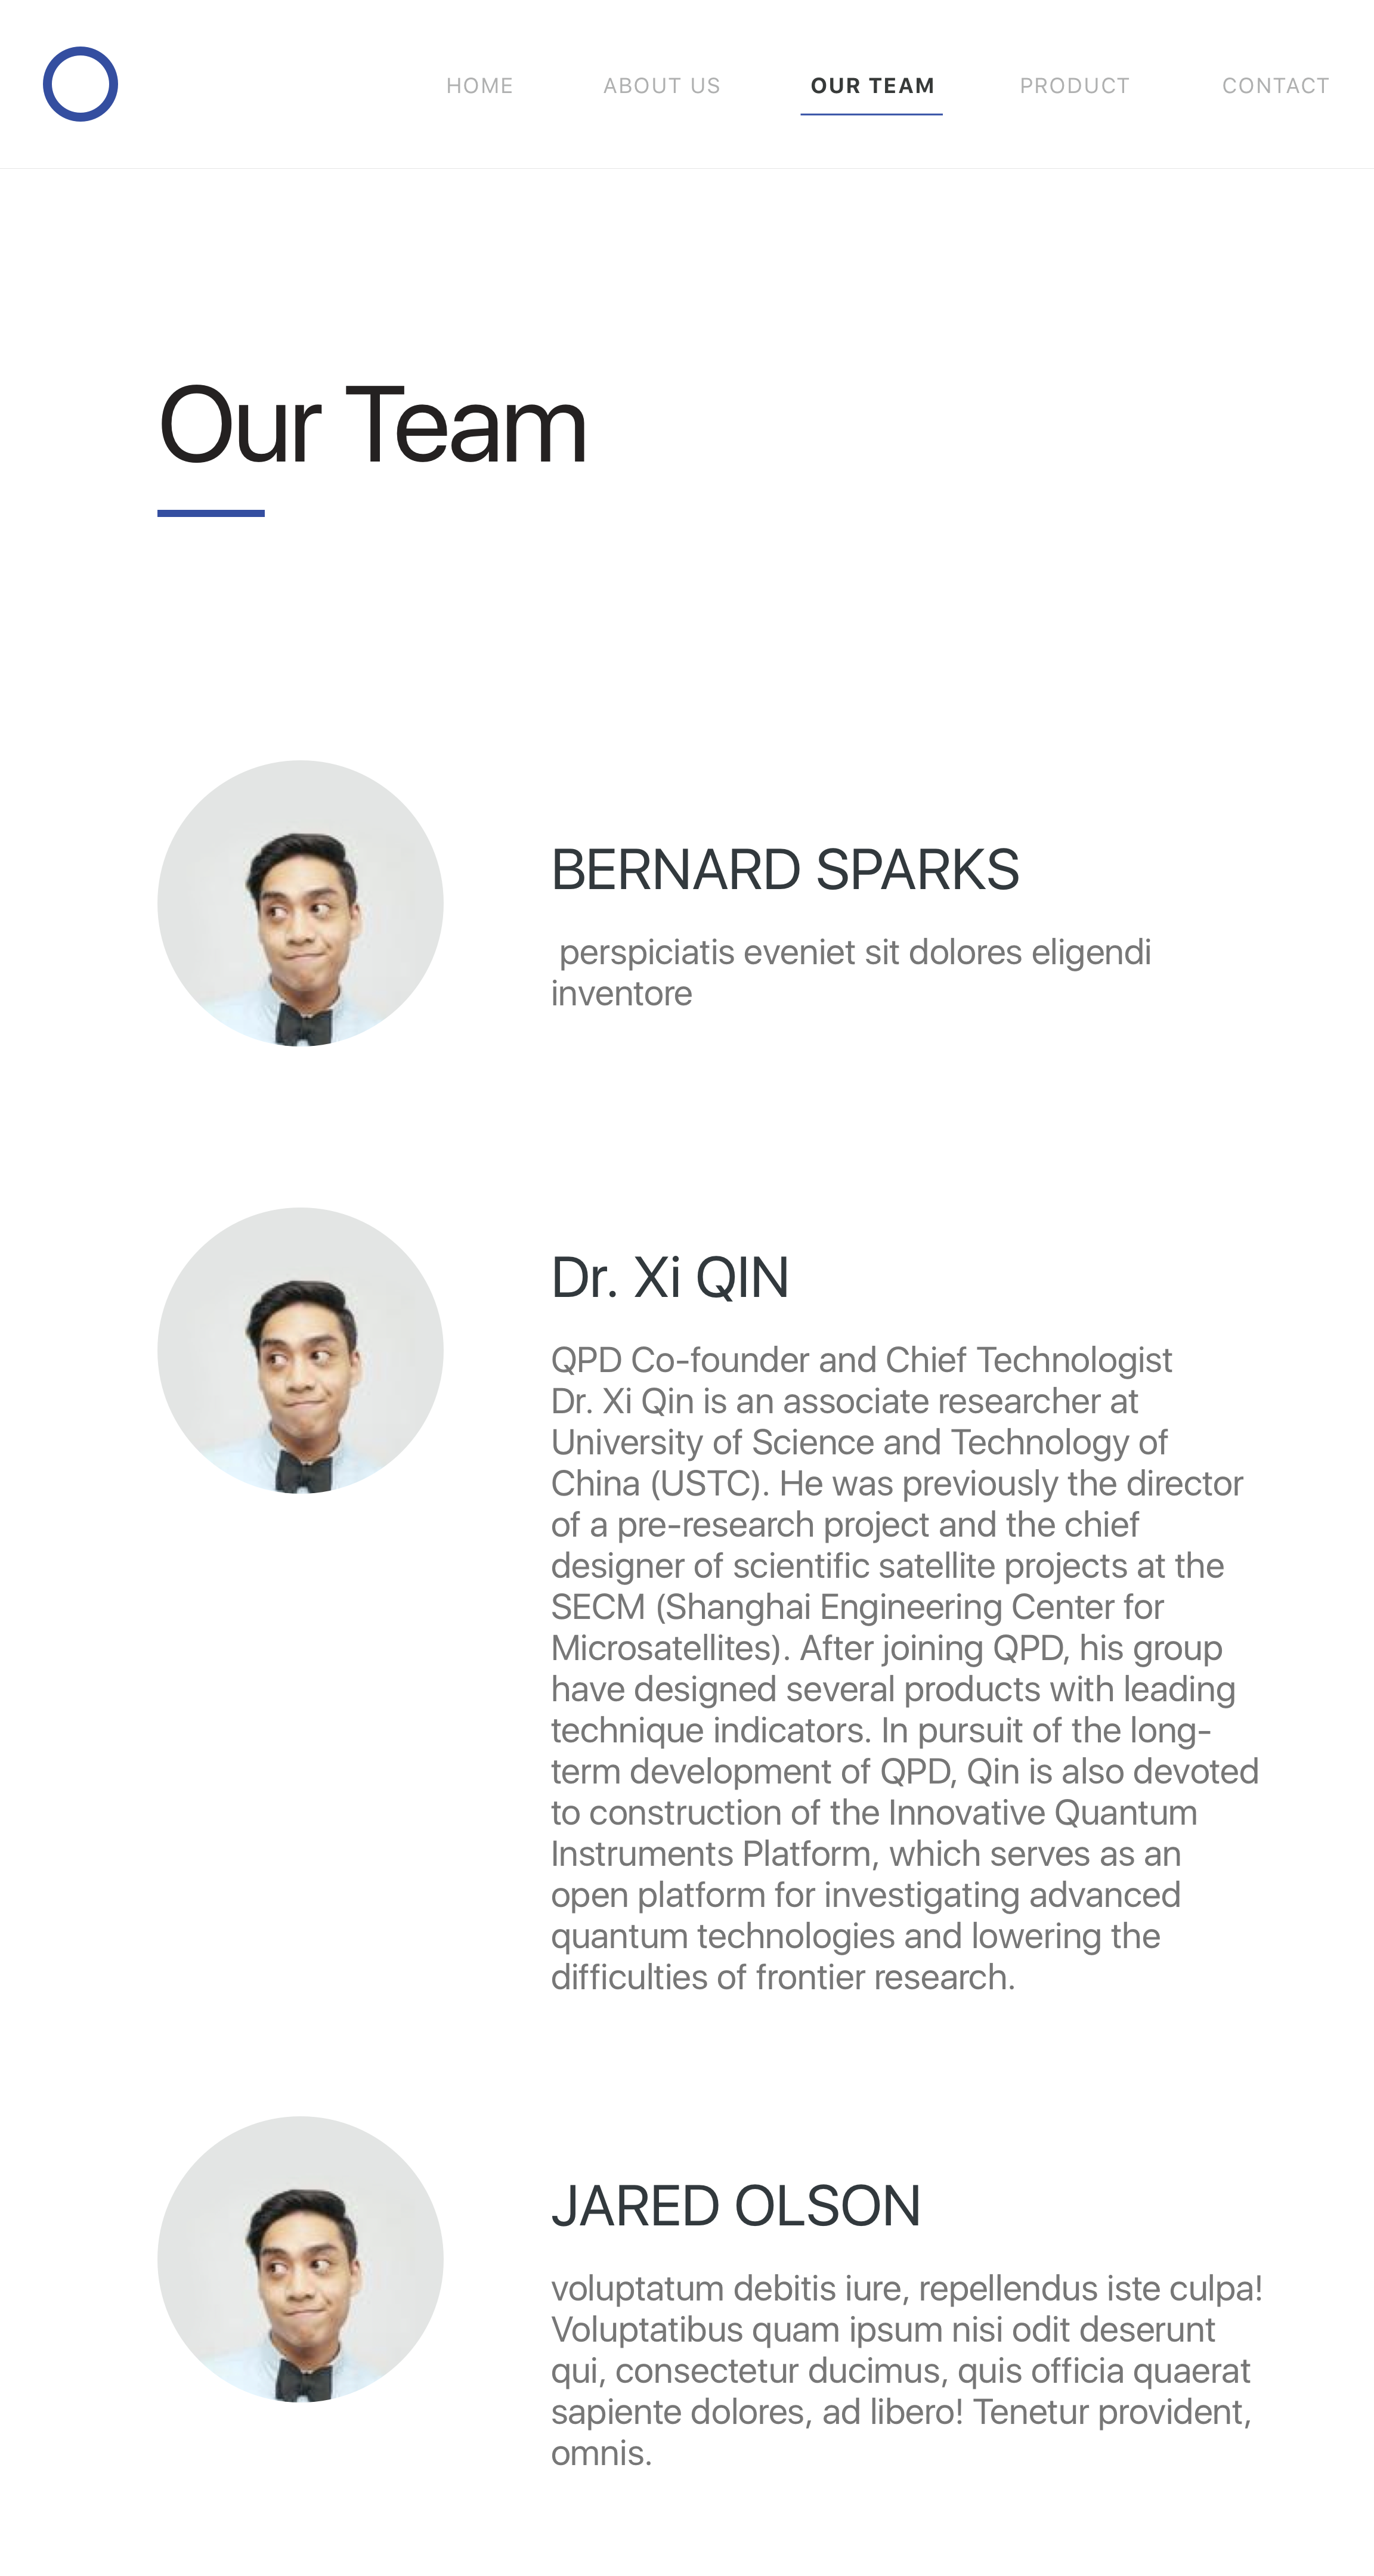 HOME ABOUT US OUR TEAM PRODUCT CONTACT
Our Team
BERNARD SPARKS
perspiciatis eveniet sit dolores eligendi
inventore
Dr. Xi QIN
QPD Co-founder and Chief Technologist
Dr. Xi Qin is an associate researcher at
University of Science and Technology of
China (USTC). He was previously the director
of a pre-research project and the chief
designer of scientific satellite projects at the
SECM (Shanghai Engineering Center for
Microsatellites). After joining QPD, his group
have designed several products with leading
technique indicators. In pursuit of the long-
term development of QPD, Qin is also devoted
to construction of the Innovative Quantum
Instruments Platform, which serves as an
open platform for investigating advanced
quantum technologies and lowering the
difficulties of frontier research.
JARED OLSON
voluptatum debitis iure, repellendus iste culpa!
Voluptatibus quam ipsum nisi odit deserunt
qui, consectetur ducimus, quis officia quaerat
sapiente dolores, ad libero! Tenetur provident,
omnis.